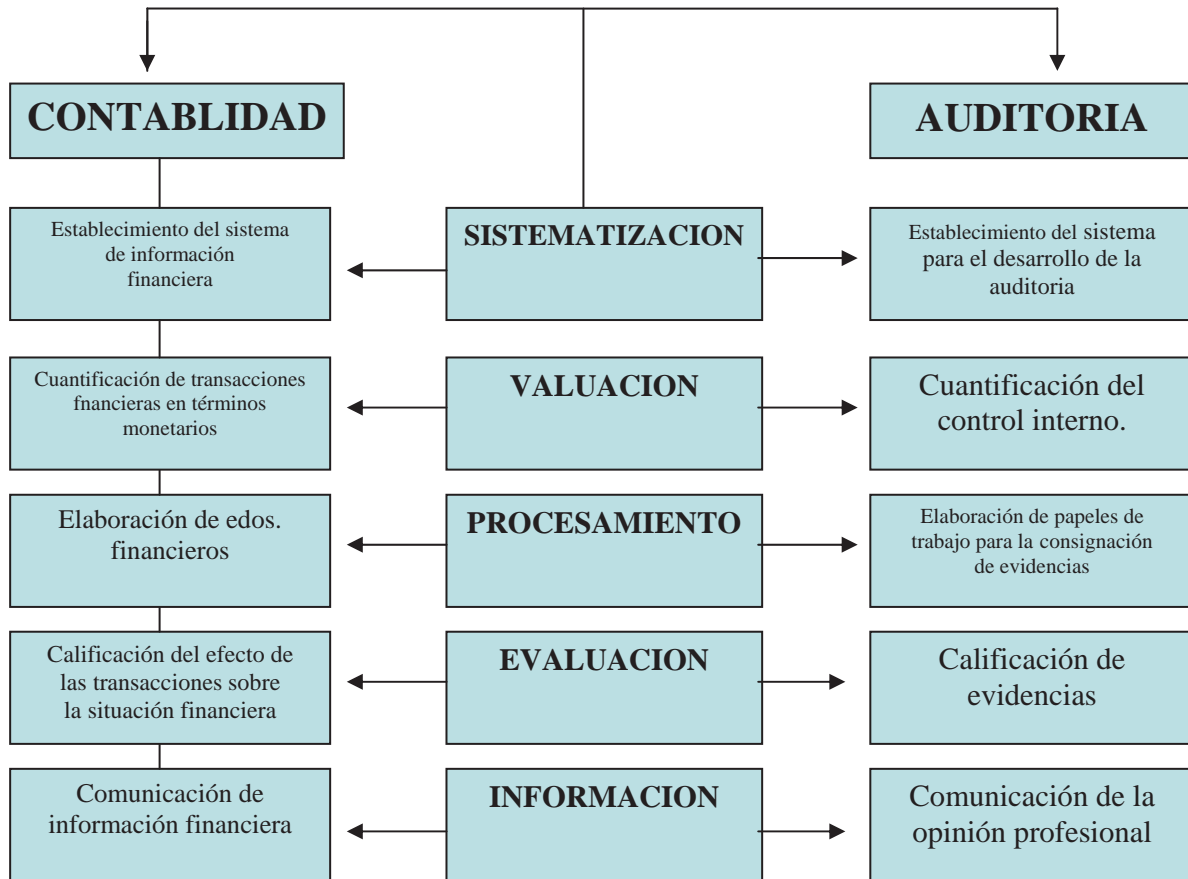 CONTABLIDAD
AUDITORIA
Establecimiento del sistema
de información
financiera
SISTEMATIZACION
Establecimiento del sistema
para el desarrollo de la
auditoria
Cuantificación de transacciones
fnancieras en términos
monetarios
VALUACION
Cuantificación del
control interno.
Elaboración de edos.
financieros
PROCESAMIENTO
Elaboración de papeles de
trabajo para la consignación
de evidencias
Calificación del efecto de
las transacciones sobre
la situación financiera
EVALUACION
Calificación de
evidencias
Comunicación de
información financiera
INFORMACION
Comunicación de la
opinión profesional